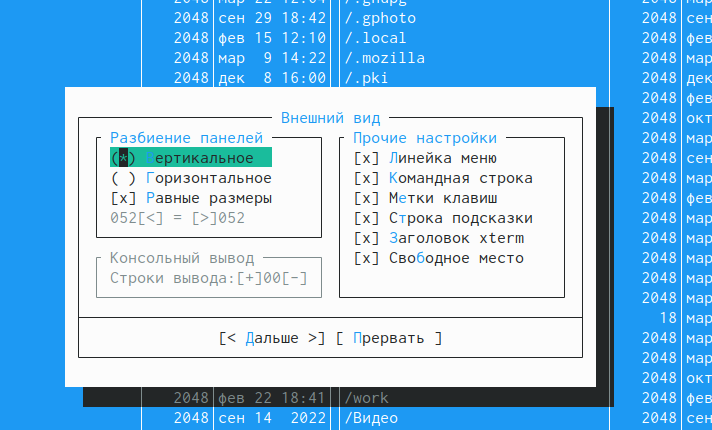 2048 мар 22 12:04 /.gnupg 2048 сен
2048 сен 29 18:42 /.gphoto 2048 сен
2048 фев 15 12:10 /.local 2048 фев
2048 мар 9 14:22 /.mozilla 2048 мар
2048 дек 8 16:00 /.pki 2048 дек
2048 фев
Внешний вид 2048 окт
Разбиение панелей Прочие настройки 2048 мар
(*) Вертикальное [x] Линейка меню 2048 сен
( ) Горизонтальное [x] Командная строка 2048 мар
[x] Равные размеры [x] Метки клавиш 2048 фев
052[<] = [>]052 [x] Строка подсказки 2048 мар
[x] Заголовок xterm 2048 мар
Консольный вывод [x] Свободное место 2048 мар
Строки вывода:[+]00[-] 2048 мар
2048 мар
18 мар
[< Дальше >] [ Прервать ] 2048 мар
2048 мар
2048 окт
2048 фев 22 18:41 /work 2048 фев
2048 сен 14 2022 /Видео 2048 сен